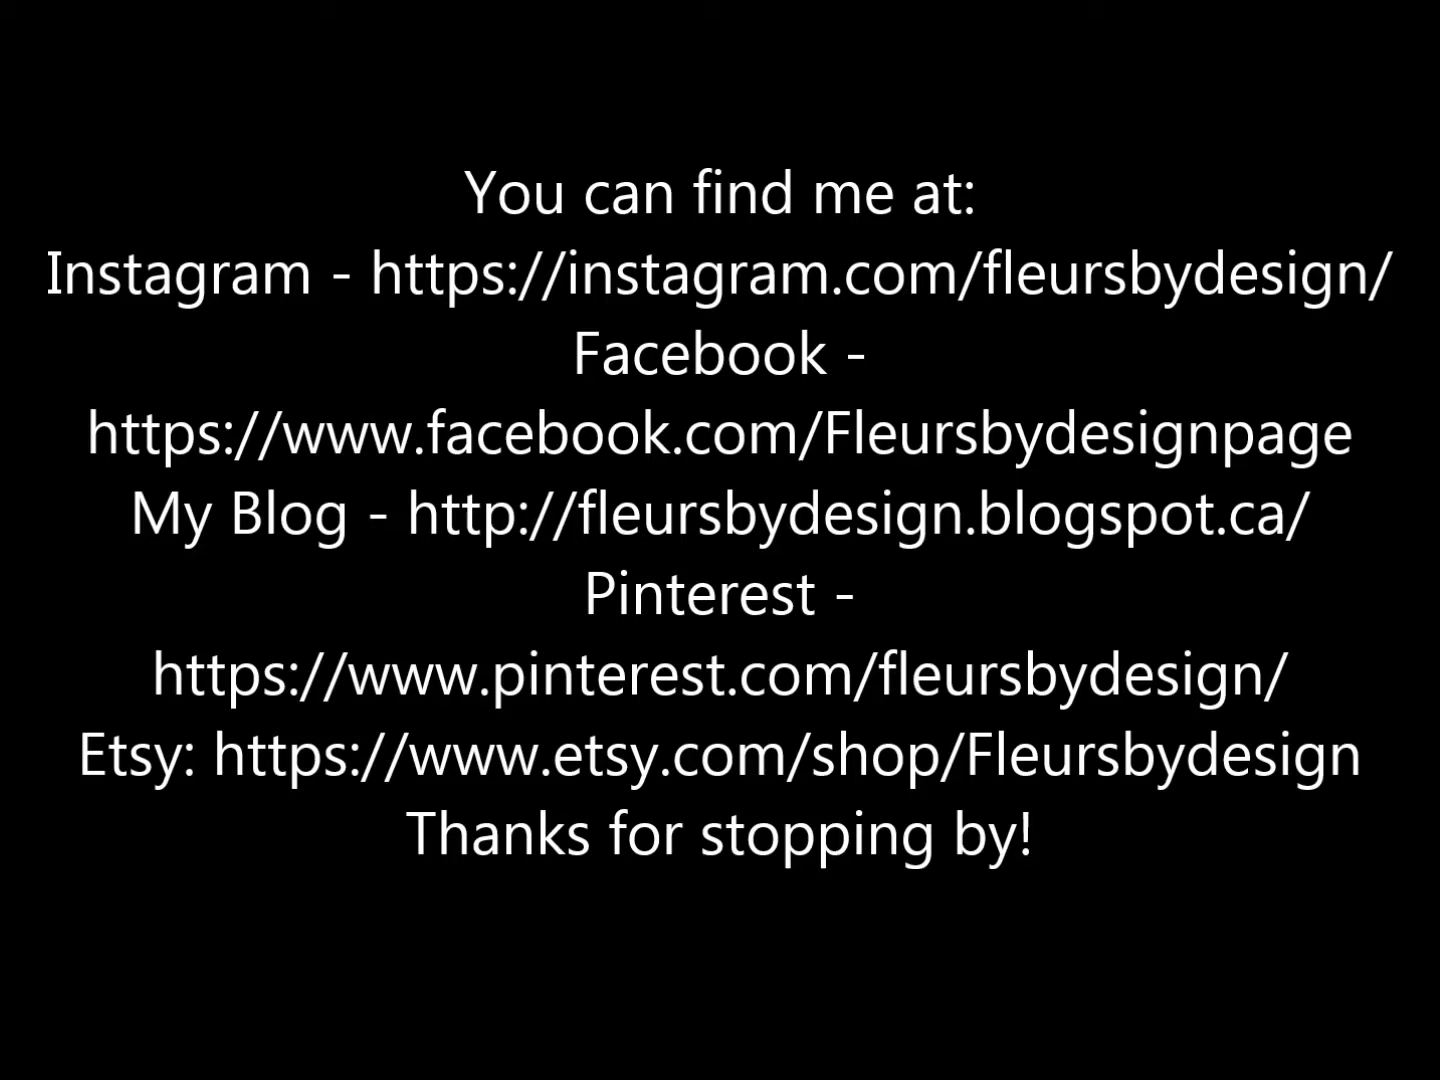 You can find me at:
Instagram - https://instagram.com/fleursbydesign/
Facebook -
https://www.facebook.com/Fleursbydesignpage
My Blog - http://fleursbydesign.blogspot.ca/
Pinterest -
https://www.pinterest.com/fleursbydesign/
Etsy: https://www.etsy.com/shop/Fleursbydesign
Thanks for stopping by!